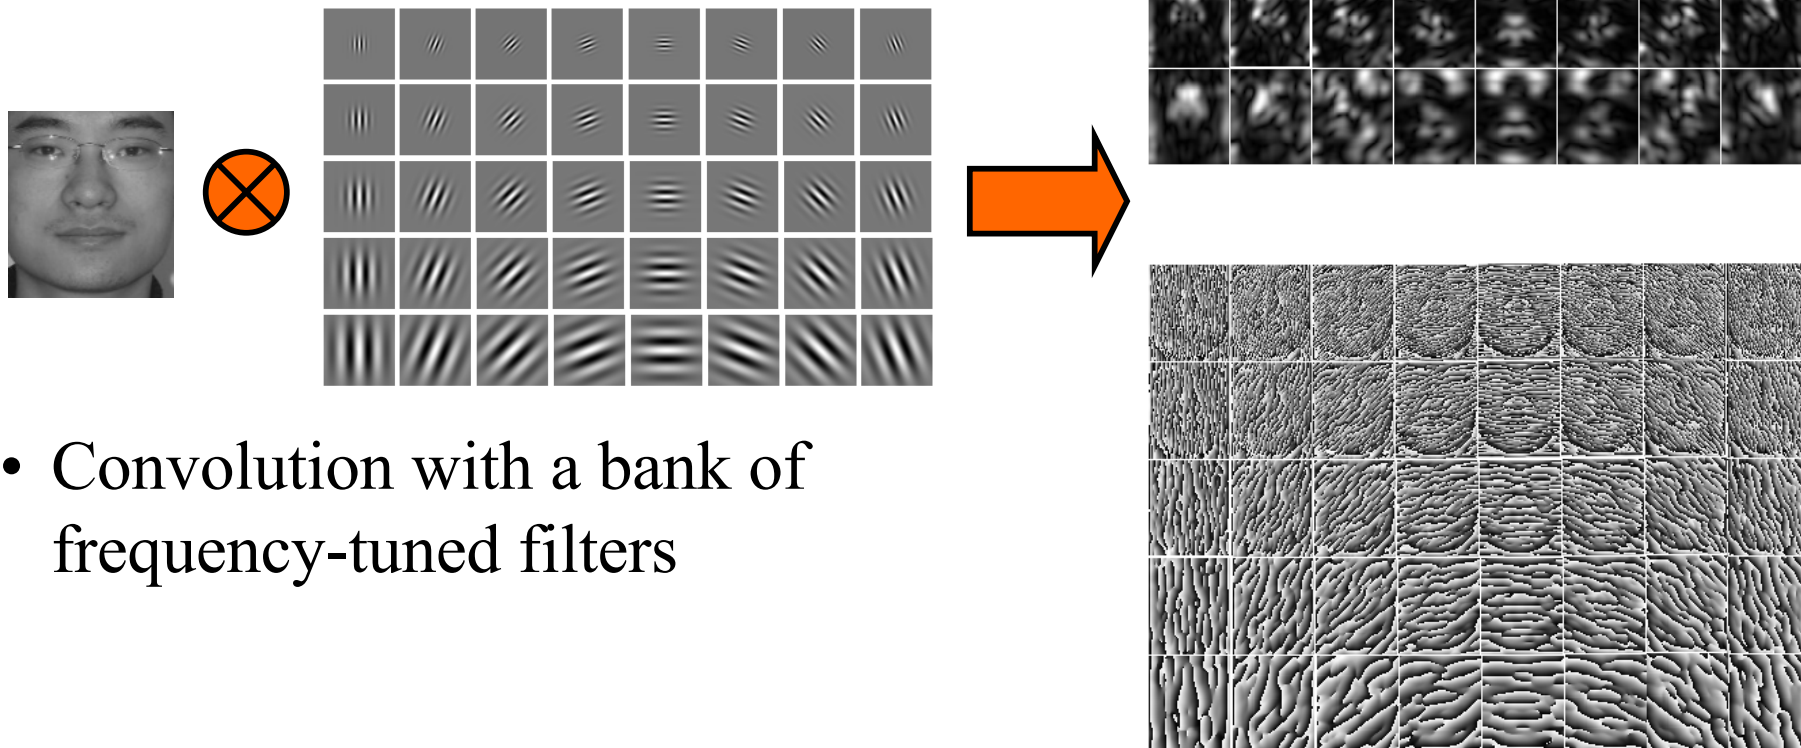 • Convolution with a bank of
frequency-tuned filters